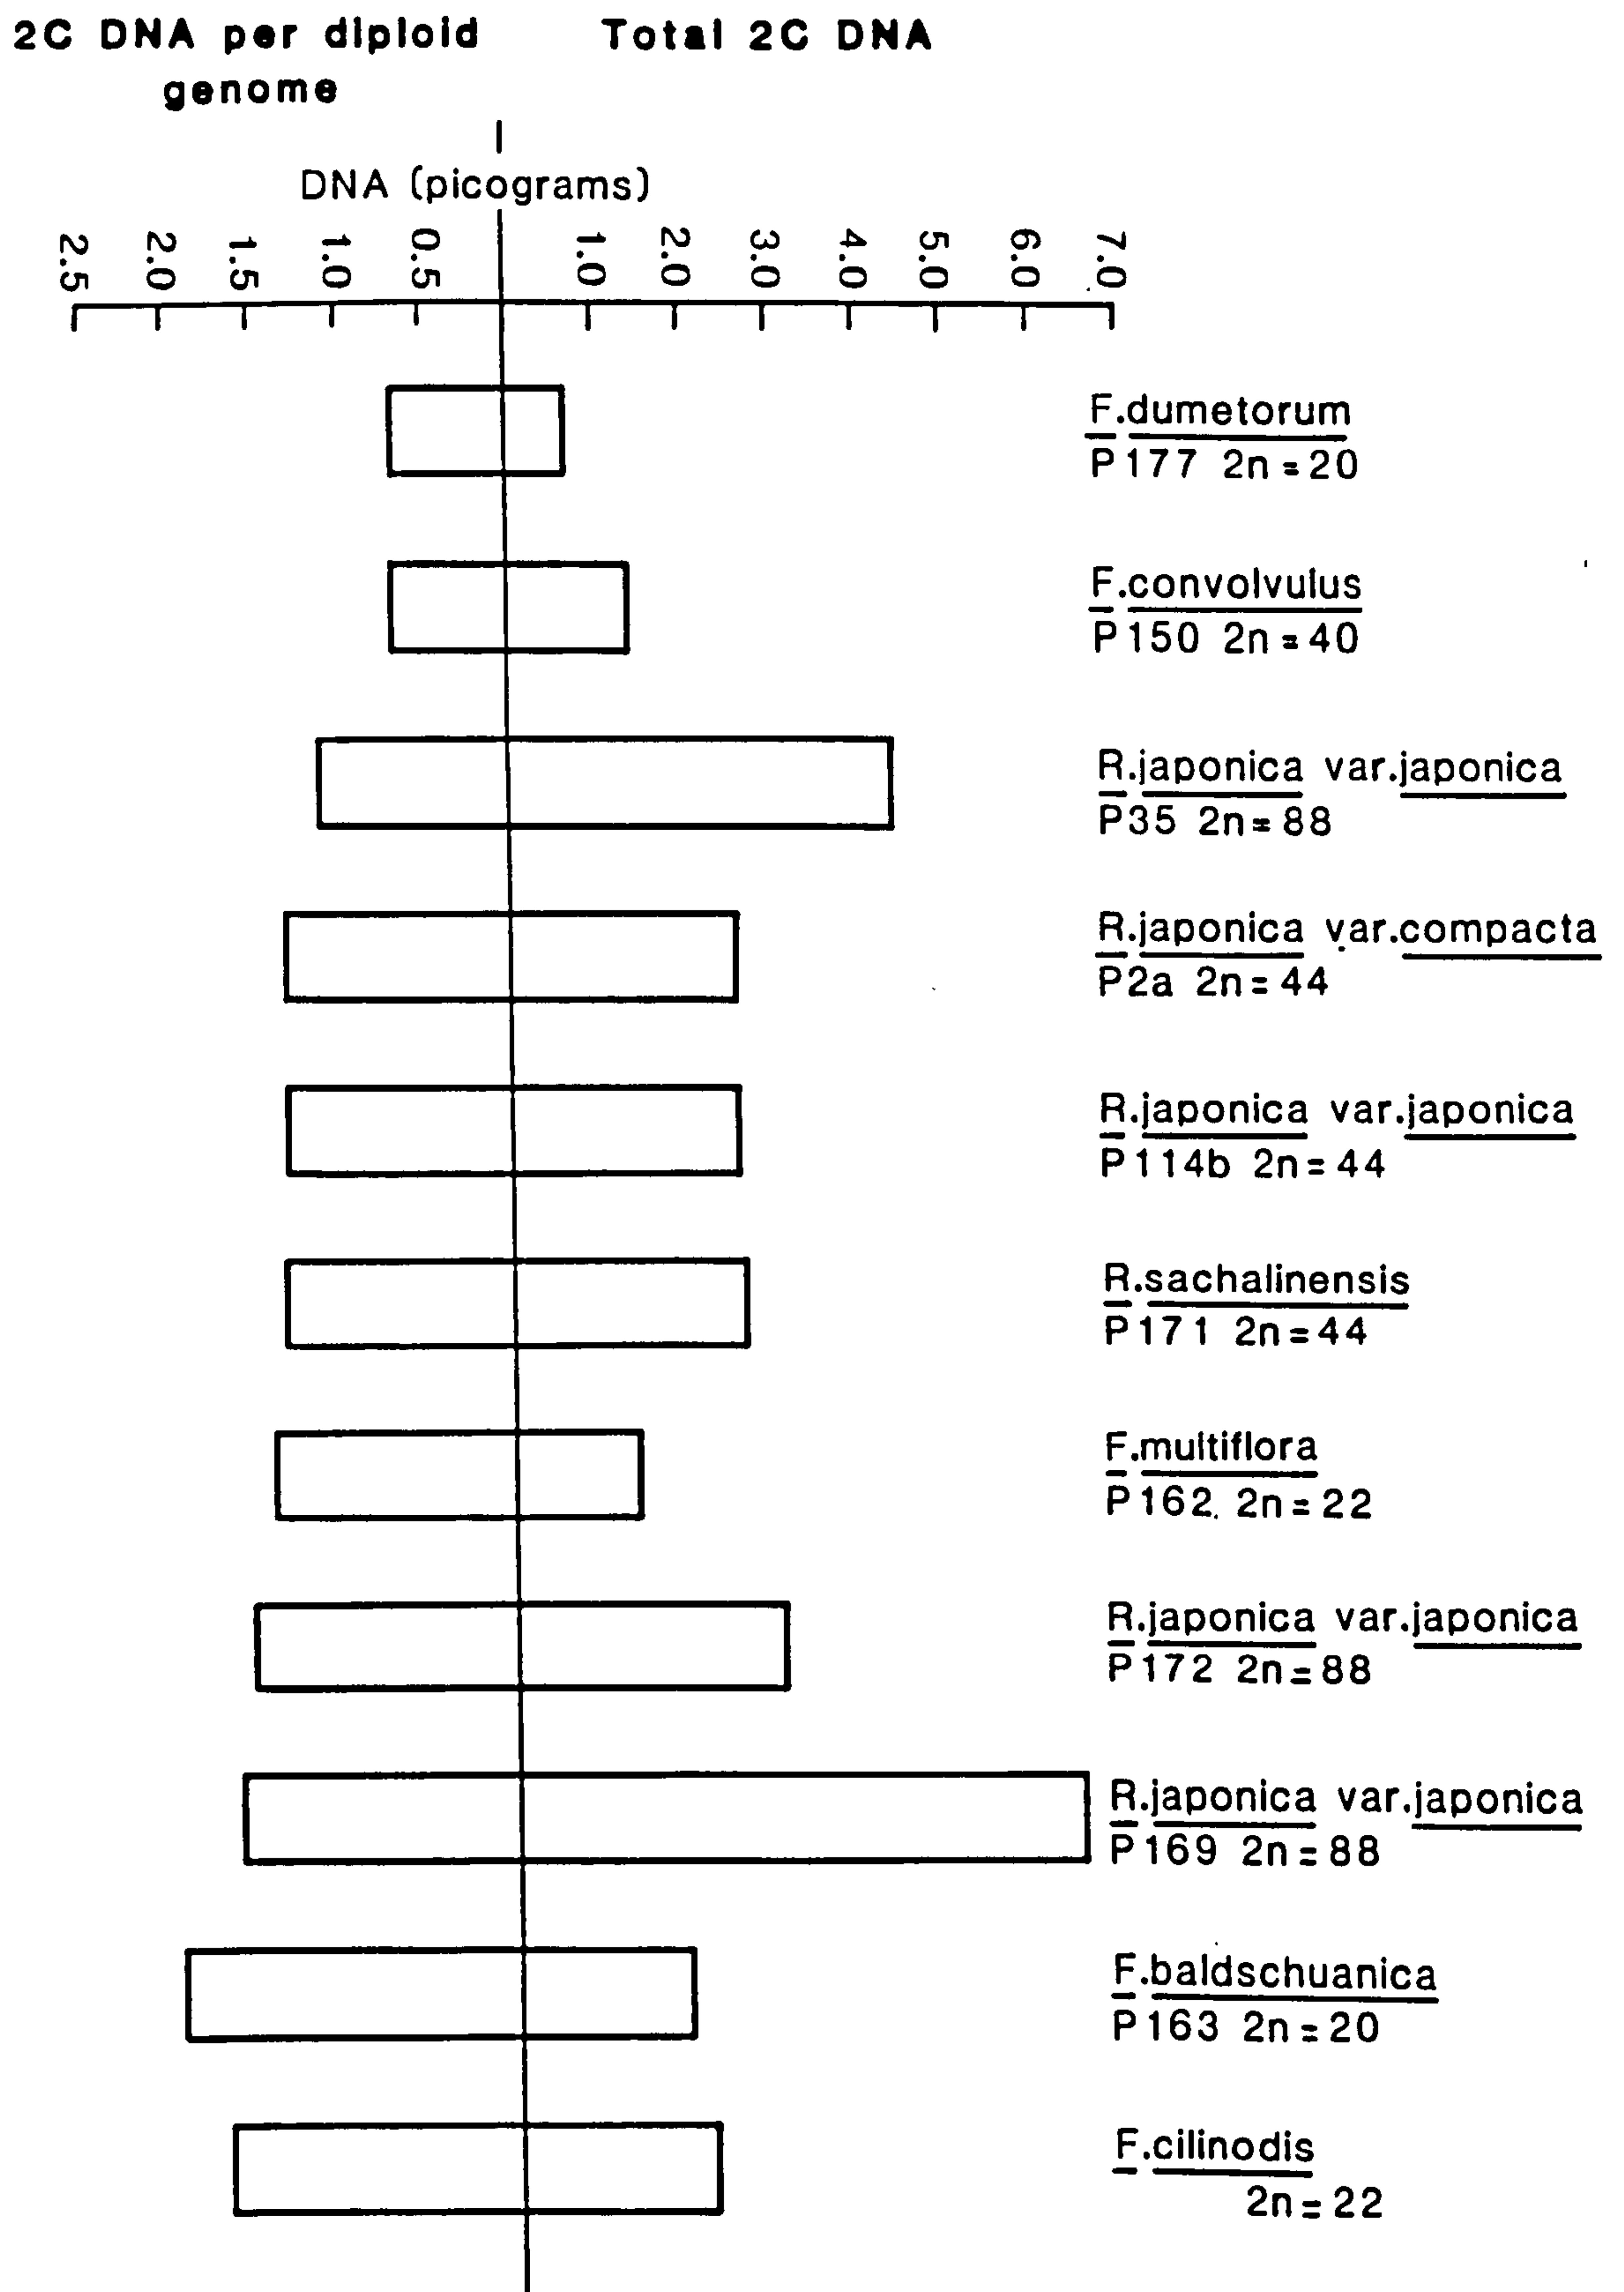 2C DNA per diploid genome
Total 2C DNA
DNA (picograms)
2.5 2.0 1.5 1.0 0.5 1.0 2.0 3.0 4.0 5.0 6.0 7.0
F.dumetorum
P177 2n=20
F.convolvulus
P150 2n=40
R.japonica var.japonica
P35 2n=88
R.japonica var.compacta
P2a 2n=44
R.japonica var.japonica
P114b 2n=44
R.sachalinensis
P171 2n=44
F.multiflora
P162. 2n=22
R.japonica var.japonica
P172 2n=88
R.japonica var.japonica
P169 2n=88
F.baldschuanica
P163 2n=20
F.cilinodis
2n=22